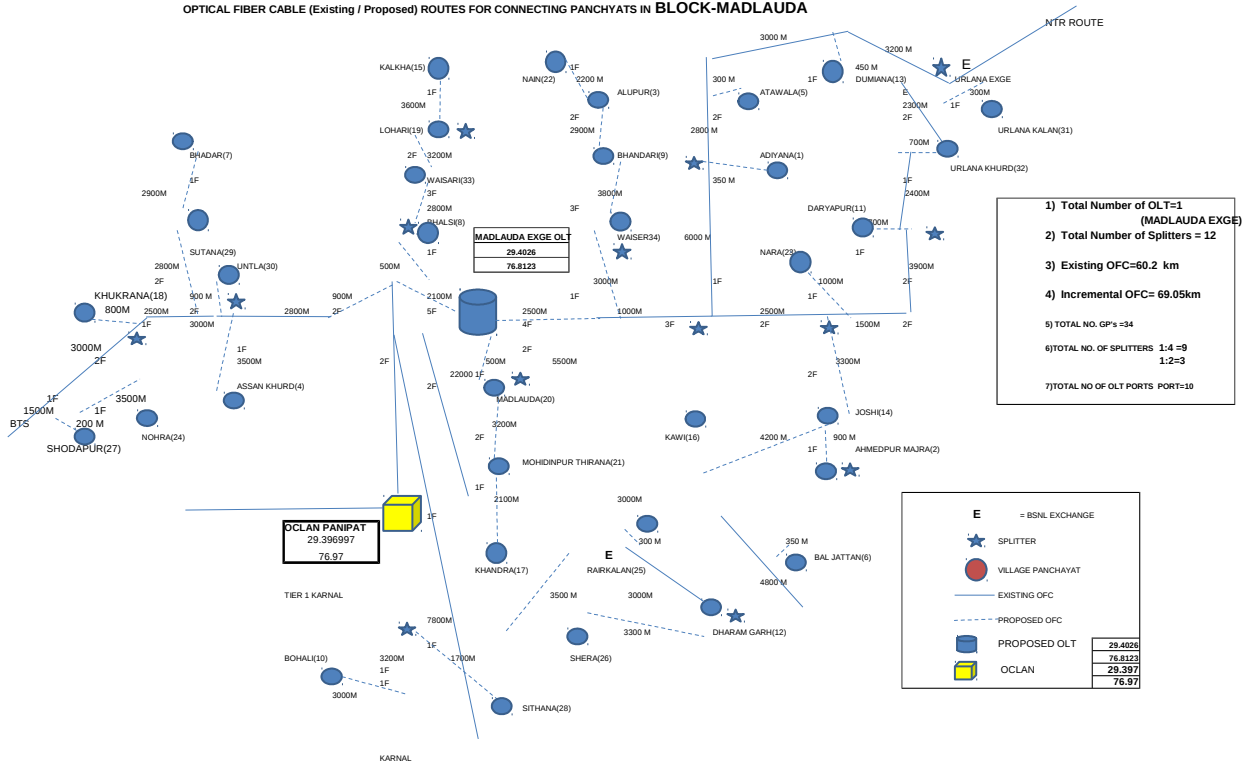 OPTICAL FIBER CABLE (Existing / Proposed) ROUTES FOR CONNECTING PANCHYATS IN BLOCK-MADLAUDA
NTR ROUTE
3000 M
3200 M
E
KALKHA(15)
1F
3600M
LOHARI(19)
2F 3200M
WAISARI(33)
3F
2800M
BHALSI(8)
1F
500M
2100M
5F
NAIN(22)
1F
2200 M
ALUPUR(3)
2F
2900M
BHANDARI(9)
3800M
3F
WAISER34)
3000M
1F
300 M
ATAWALA(5)
2F
2800 M
350 M
ADIYANA(1)
6000 M
1F
450 M
1F
DUMIANA(13)
URLANA EXGE
E
2300M
2F
300M
1F
URLANA KALAN(31)
700M
URLANA KHURD(32)
1F
2400M
DARYAPUR(11)
1F
NARA(23)
1000M
1F
3900M
2F
BHADAR(7)
1F
2900M
SUTANA(29)
2800M
2F
UNTLA(30)
900 M
2F
KHUKRANA(18)
800M
2500M
1F
3000M
2800M
900M
2F
3000M
2F
1F
3500M
ASSAN KHURD(4)
1F
1500M
3500M
1F
BTS
200 M
SHODAPUR(27)
NOHRA(24)
MADLAUDA EXGE OLT
29.4026
76.8123
2500M
4F
2F
1000M
3F
2500M
2F
1500M
2F
500M
5500M
22000 1F
MADLAUDA(20)
3200M
2F
MOHIDINPUR THIRANA(21)
1F
2100M
KHANDRA(17)
2F
2F
1F
3300M
2F
JOSHI(14)
KAWI(16)
4200 M
900 M
1F
AHMEDPUR MAJRA(2)
OCLAN PANIPAT
29.396997
76.97
TIER 1 KARNAL
3000M
300 M
E
RAIRKALAN(25)
3500 M
3000M
350 M
BAL JATTAN(6)
4800 M
3300 M
DHARAM GARH(12)
SHERA(26)
7800M
1F
BOHALI(10)
3200M
1F
1F
3000M
1700M
SITHANA(28)
KARNAL
1) Total Number of OLT=1
(MADLAUDA EXGE)
2) Total Number of Splitters = 12
3) Existing OFC=60.2 km
4) Incremental OFC= 69.05km
5) TOTAL NO. GP's =34
6)TOTAL NO. OF SPLITTERS 1:4 =9
1:2=3
7)TOTAL NO OF OLT PORTS PORT=10
E = BSNL EXCHANGE
SPLITTER
VILLAGE PANCHAYAT
EXISTING OFC
PROPOSED OFC
PROPOSED OLT
29.4026
76.8123
OCLAN
29.397
76.97